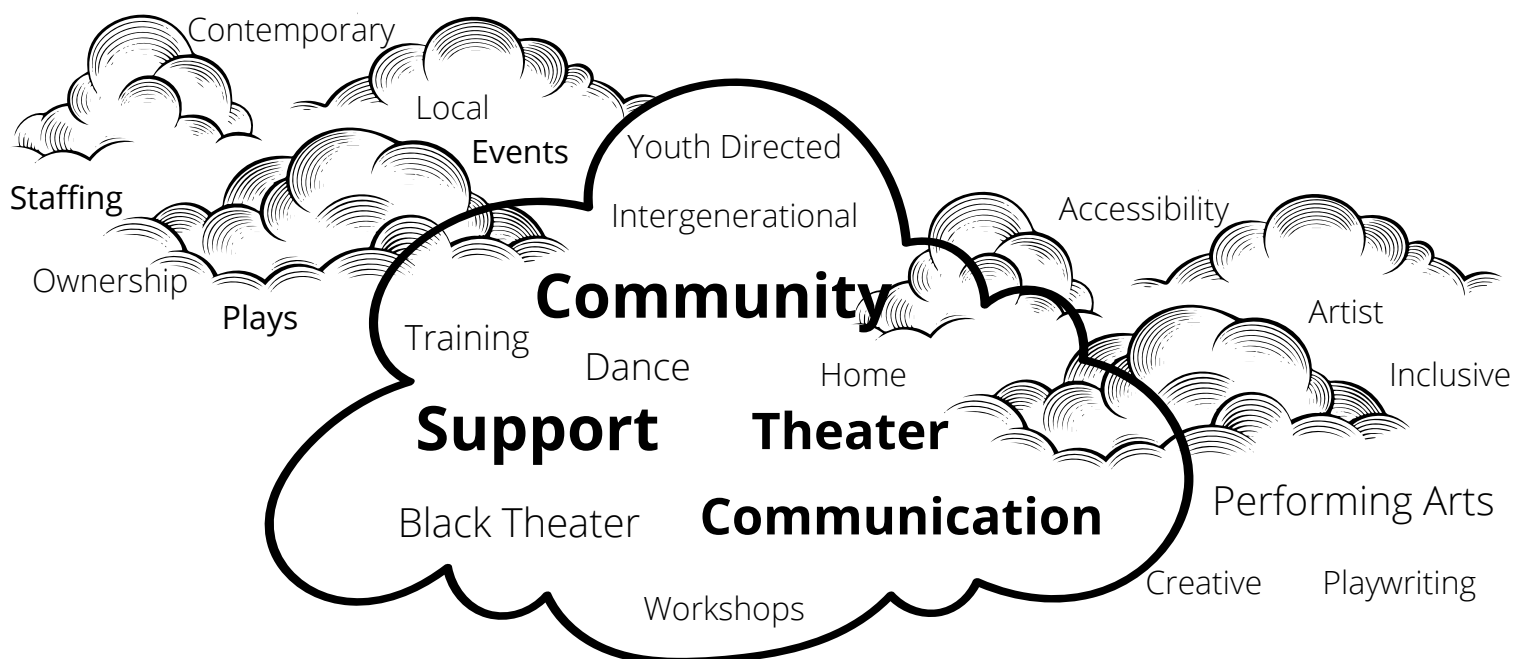 Contemporary
Local
Events
Youth Directed
Staffing
Intergenerational
Accessibility
Ownership
Plays
Community
Training
Artist
Dance
Home
Inclusive
Support
Theater
Performing Arts
Black Theater
Communication
Creative
Playwriting
Workshops